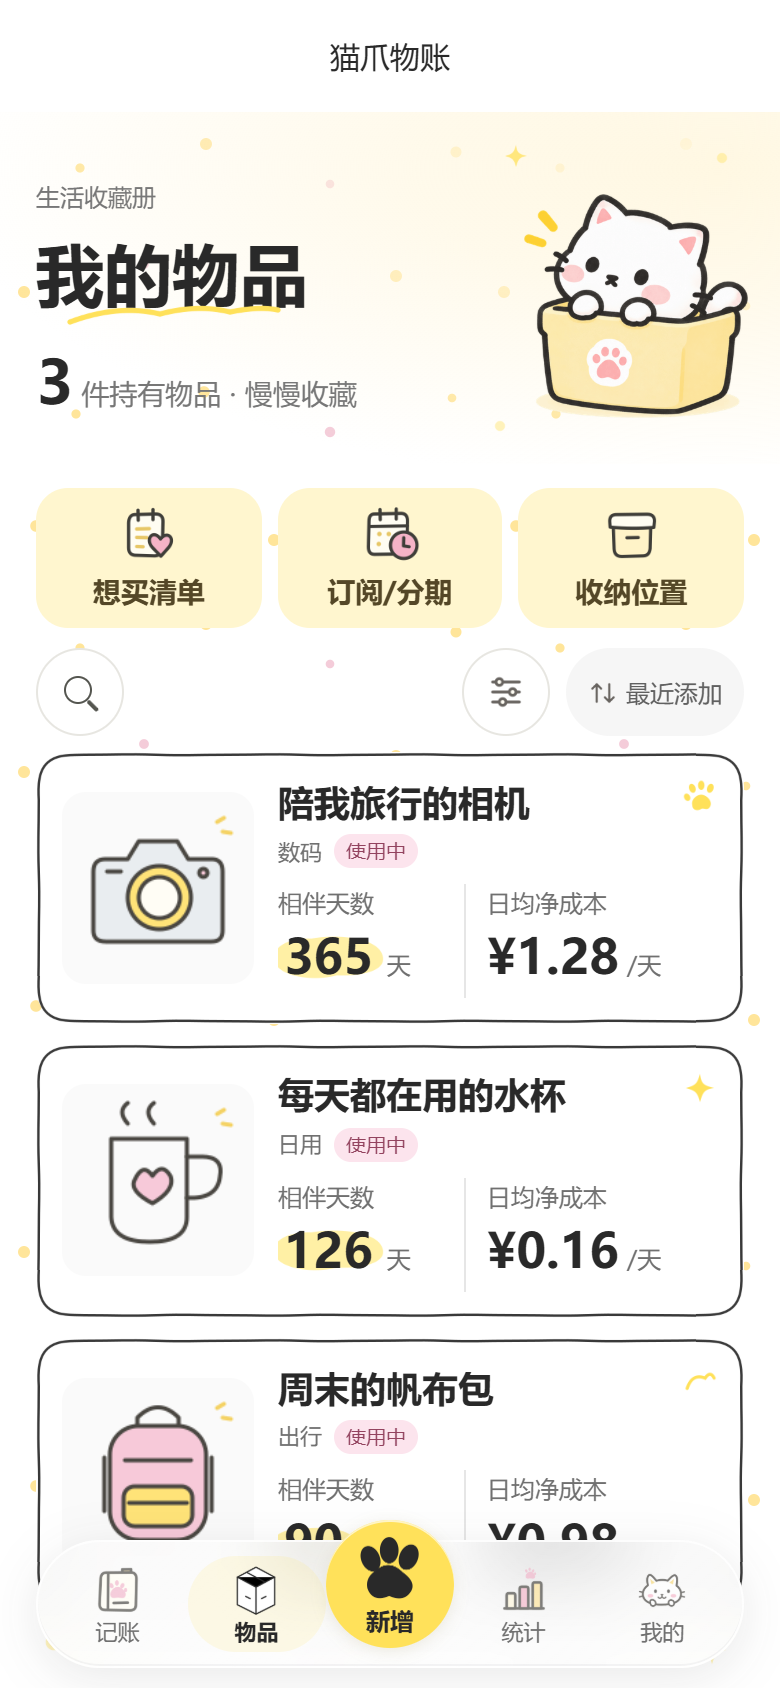 猫爪物账
生活收藏册
我的物品
3 件持有物品 · 慢慢收藏
想买清单 订阅/分期 收纳位置
最近添加
陪我旅行的相机
数码 使用中
相伴天数 日均净成本
365 天 ¥1.28 /天
每天都在用的水杯
日用 使用中
相伴天数 日均净成本
126 天 ¥0.16 /天
周末的帆布包
出行 使用中
相伴天数 日均净成本
90 ¥0.98
记账 物品 新增 统计 我的